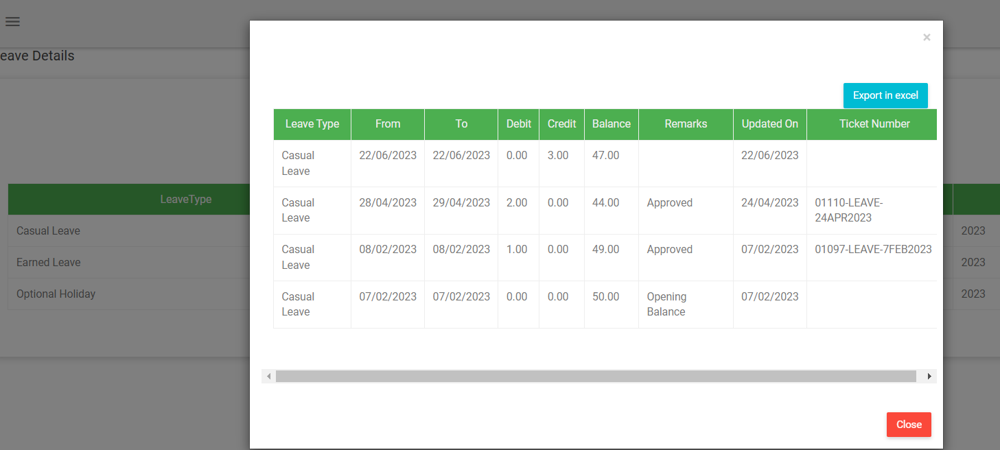 eave Details
×
Export in excel
Leave Type From To Debit Credit Balance Remarks Updated On Ticket Number
Casual Leave 22/06/2023 22/06/2023 0.00 3.00 47.00 22/06/2023
Casual Leave 28/04/2023 29/04/2023 2.00 0.00 44.00 Approved 24/04/2023 01110-LEAVE-24APR2023
Casual Leave 08/02/2023 08/02/2023 1.00 0.00 49.00 Approved 07/02/2023 01097-LEAVE-7FEB2023
Casual Leave 07/02/2023 07/02/2023 0.00 0.00 50.00 Opening Balance 07/02/2023
Close
LeaveType
Casual Leave 2023
Earned Leave 2023
Optional Holiday 2023